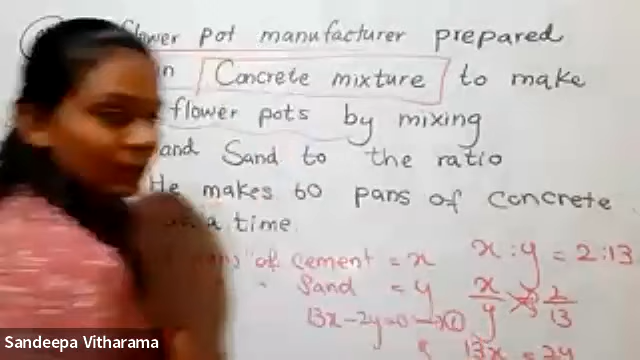 flower pot manufacturer prepared
Concrete mixture to make
flower pots by mixing
and Sand to the ratio
He makes 60 pans of concrete
a time.
of cement = x x : y = 2:13
Sand = y x/y 2/13
13x - 2y = 0 → ①
13x = 2y
Sandeepa Vitharama